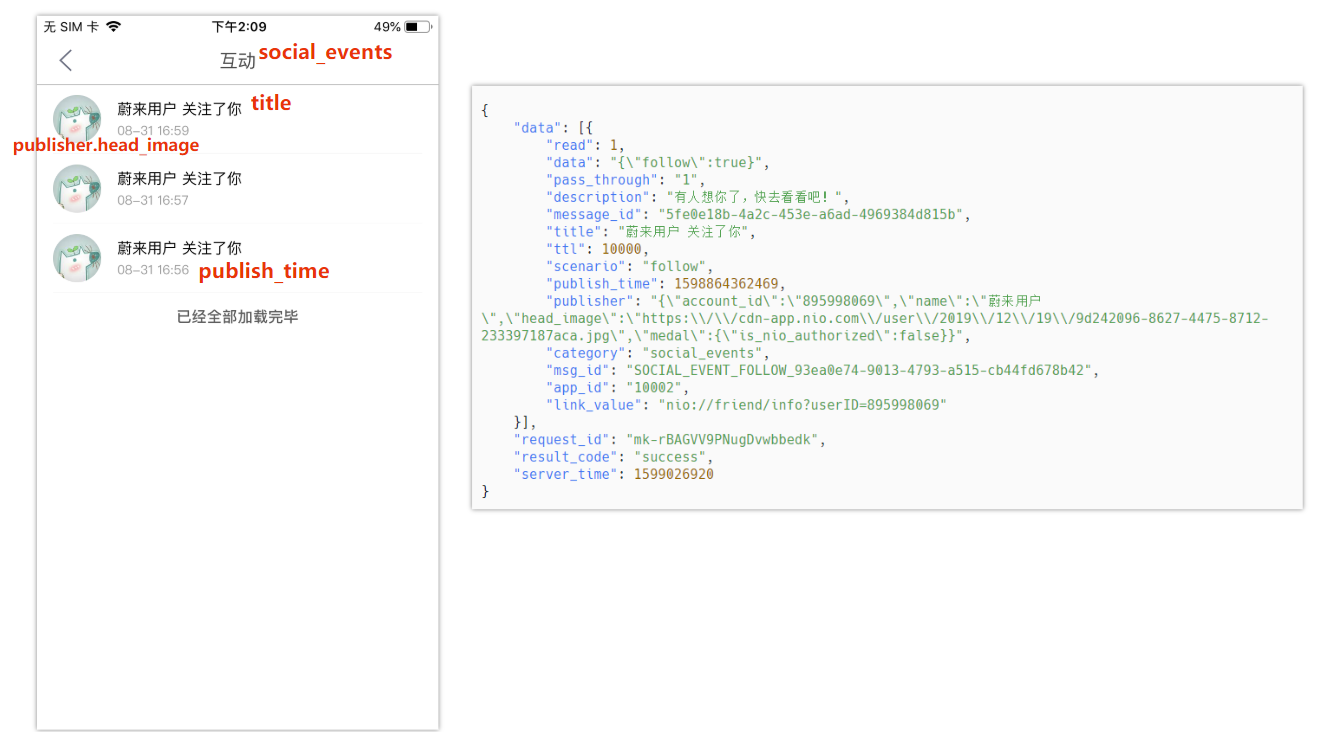 无 SIM 卡 下午2:09 49%
互动 social_events
蔚来用户 关注了你 title
08-31 16:59
publisher.head_image
蔚来用户 关注了你
08-31 16:57
蔚来用户 关注了你
08-31 16:56 publish_time
已经全部加载完毕
{
"data": [{
"read": 1,
"data": "{\"follow\":true}",
"pass_through": "1",
"description": "有人想你了，快去看看吧！",
"message_id": "5fe0e18b-4a2c-453e-a6ad-4969384d815b",
"title": "蔚来用户 关注了你",
"ttl": 10000,
"scenario": "follow",
"publish_time": 1598864362469,
"publisher": "{\"account_id\":\"895998069\",\"name\":\"蔚来用户
\",\"head_image\":\"https:\\/\\/cdn-app.nio.com\\/user\\/2019\\/12\\/19\\/9d242096-8627-4475-8712-
233397187aca.jpg\",\"medal\":{\"is_nio_authorized\":false}}",
"category": "social_events",
"msg_id": "SOCIAL_EVENT_FOLLOW_93ea0e74-9013-4793-a515-cb44fd678b42",
"app_id": "10002",
"link_value": "nio://friend/info?userID=895998069"
}],
"request_id": "mk-rBAGVV9PNugDvwbbedk",
"result_code": "success",
"server_time": 1599026920
}